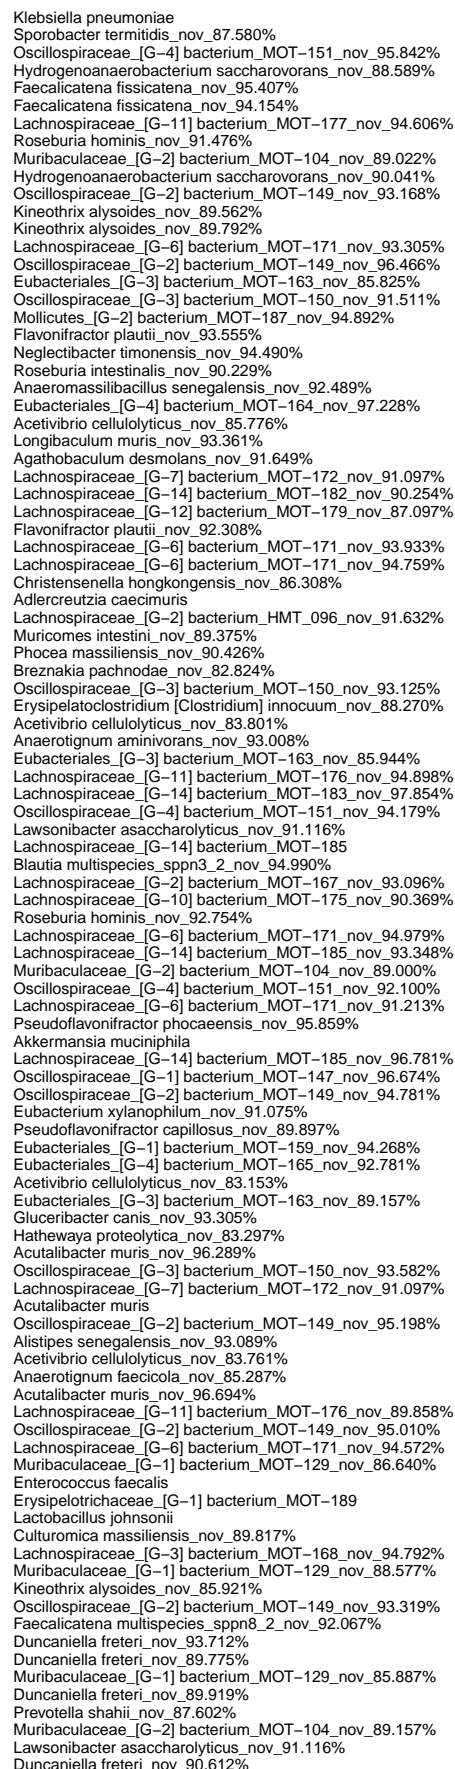 Klebsiella pneumoniae
Sporobacter termitidis_nov_87.580%
Oscillospiraceae_[G−4] bacterium_MOT−151_nov_95.842%
Hydrogenoanaerobacterium saccharovorans_nov_88.589%
Faecalicatena fissicatena_nov_95.407%
Faecalicatena fissicatena_nov_94.154%
Lachnospiraceae_[G−11] bacterium_MOT−177_nov_94.606%
Roseburia hominis_nov_91.476%
Muribaculaceae_[G−2] bacterium_MOT−104_nov_89.022%
Hydrogenoanaerobacterium saccharovorans_nov_90.041%
Oscillospiraceae_[G−2] bacterium_MOT−149_nov_93.168%
Kineothrix alysoides_nov_89.562%
Kineothrix alysoides_nov_89.792%
Lachnospiraceae_[G−6] bacterium_MOT−171_nov_93.305%
Oscillospiraceae_[G−2] bacterium_MOT−149_nov_96.466%
Eubacteriales_[G−3] bacterium_MOT−163_nov_85.825%
Oscillospiraceae_[G−3] bacterium_MOT−150_nov_91.511%
Mollicutes_[G−2] bacterium_MOT−187_nov_94.892%
Flavonifractor plautii_nov_93.555%
Neglectibacter timonensis_nov_94.490%
Roseburia intestinalis_nov_90.229%
Anaeromassilibacillus senegalensis_nov_92.489%
Eubacteriales_[G−4] bacterium_MOT−164_nov_97.228%
Acetivibrio cellulolyticus_nov_85.776%
Longibaculum muris_nov_93.361%
Agathobaculum desmolans_nov_91.649%
Lachnospiraceae_[G−7] bacterium_MOT−172_nov_91.097%
Lachnospiraceae_[G−14] bacterium_MOT−182_nov_90.254%
Lachnospiraceae_[G−12] bacterium_MOT−179_nov_87.097%
Flavonifractor plautii_nov_92.308%
Lachnospiraceae_[G−6] bacterium_MOT−171_nov_93.933%
Lachnospiraceae_[G−6] bacterium_MOT−171_nov_94.759%
Christensenella hongkongensis_nov_86.308%
Adlercreutzia caecimuris
Lachnospiraceae_[G−2] bacterium_HMT_096_nov_91.632%
Muricomes intestini_nov_89.375%
Phocea massiliensis_nov_90.426%
Breznakia pachnodae_nov_82.824%
Oscillospiraceae_[G−3] bacterium_MOT−150_nov_93.125%
Erysipelatoclostridium [Clostridium] innocuum_nov_88.270%
Acetivibrio cellulolyticus_nov_83.801%
Anaerotignum aminivorans_nov_93.008%
Eubacteriales_[G−3] bacterium_MOT−163_nov_85.944%
Lachnospiraceae_[G−11] bacterium_MOT−176_nov_94.898%
Lachnospiraceae_[G−14] bacterium_MOT−183_nov_97.854%
Oscillospiraceae_[G−4] bacterium_MOT−151_nov_94.179%
Lawsonibacter asaccharolyticus_nov_91.116%
Lachnospiraceae_[G−14] bacterium_MOT−185
Blautia multispecies_sppn3_2_nov_94.990%
Lachnospiraceae_[G−2] bacterium_MOT−167_nov_93.096%
Lachnospiraceae_[G−10] bacterium_MOT−175_nov_90.369%
Roseburia hominis_nov_92.754%
Lachnospiraceae_[G−6] bacterium_MOT−171_nov_94.979%
Lachnospiraceae_[G−14] bacterium_MOT−185_nov_93.348%
Muribaculaceae_[G−2] bacterium_MOT−104_nov_89.000%
Oscillospiraceae_[G−4] bacterium_MOT−151_nov_92.100%
Lachnospiraceae_[G−6] bacterium_MOT−171_nov_91.213%
Pseudoflavonifractor phocaeensis_nov_95.859%
Akkermansia muciniphila
Lachnospiraceae_[G−14] bacterium_MOT−185_nov_96.781%
Oscillospiraceae_[G−1] bacterium_MOT−147_nov_96.674%
Oscillospiraceae_[G−2] bacterium_MOT−149_nov_94.781%
Eubacterium xylanophilum_nov_91.075%
Pseudoflavonifractor capillosus_nov_89.897%
Eubacteriales_[G−1] bacterium_MOT−159_nov_94.268%
Eubacteriales_[G−4] bacterium_MOT−165_nov_92.781%
Acetivibrio cellulolyticus_nov_83.153%
Eubacteriales_[G−3] bacterium_MOT−163_nov_89.157%
Gluceribacter canis_nov_93.305%
Hathewaya proteolytica_nov_83.297%
Acutalibacter muris_nov_96.289%
Oscillospiraceae_[G−3] bacterium_MOT−150_nov_93.582%
Lachnospiraceae_[G−7] bacterium_MOT−172_nov_91.097%
Acutalibacter muris
Oscillospiraceae_[G−2] bacterium_MOT−149_nov_95.198%
Alistipes senegalensis_nov_93.089%
Acetivibrio cellulolyticus_nov_83.761%
Anaerotignum faecicola_nov_85.287%
Acutalibacter muris_nov_96.694%
Lachnospiraceae_[G−11] bacterium_MOT−176_nov_89.858%
Oscillospiraceae_[G−2] bacterium_MOT−149_nov_95.010%
Lachnospiraceae_[G−6] bacterium_MOT−171_nov_94.572%
Muribaculaceae_[G−1] bacterium_MOT−129_nov_86.640%
Enterococcus faecalis
Erysipelotrichaceae_[G−1] bacterium_MOT−189
Lactobacillus johnsonii
Culturomica massiliensis_nov_89.817%
Lachnospiraceae_[G−3] bacterium_MOT−168_nov_94.792%
Muribaculaceae_[G−1] bacterium_MOT−129_nov_88.577%
Kineothrix alysoides_nov_85.921%
Oscillospiraceae_[G−2] bacterium_MOT−149_nov_93.319%
Faecalicatena multispecies_sppn8_2_nov_92.067%
Duncaniella freteri_nov_93.712%
Duncaniella freteri_nov_89.775%
Muribaculaceae_[G−1] bacterium_MOT−129_nov_85.887%
Duncaniella freteri_nov_89.919%
Prevotella shahii_nov_87.602%
Muribaculaceae_[G−2] bacterium_MOT−104_nov_89.157%
Lawsonibacter asaccharolyticus_nov_91.116%
Duncaniella freteri_nov_90.612%